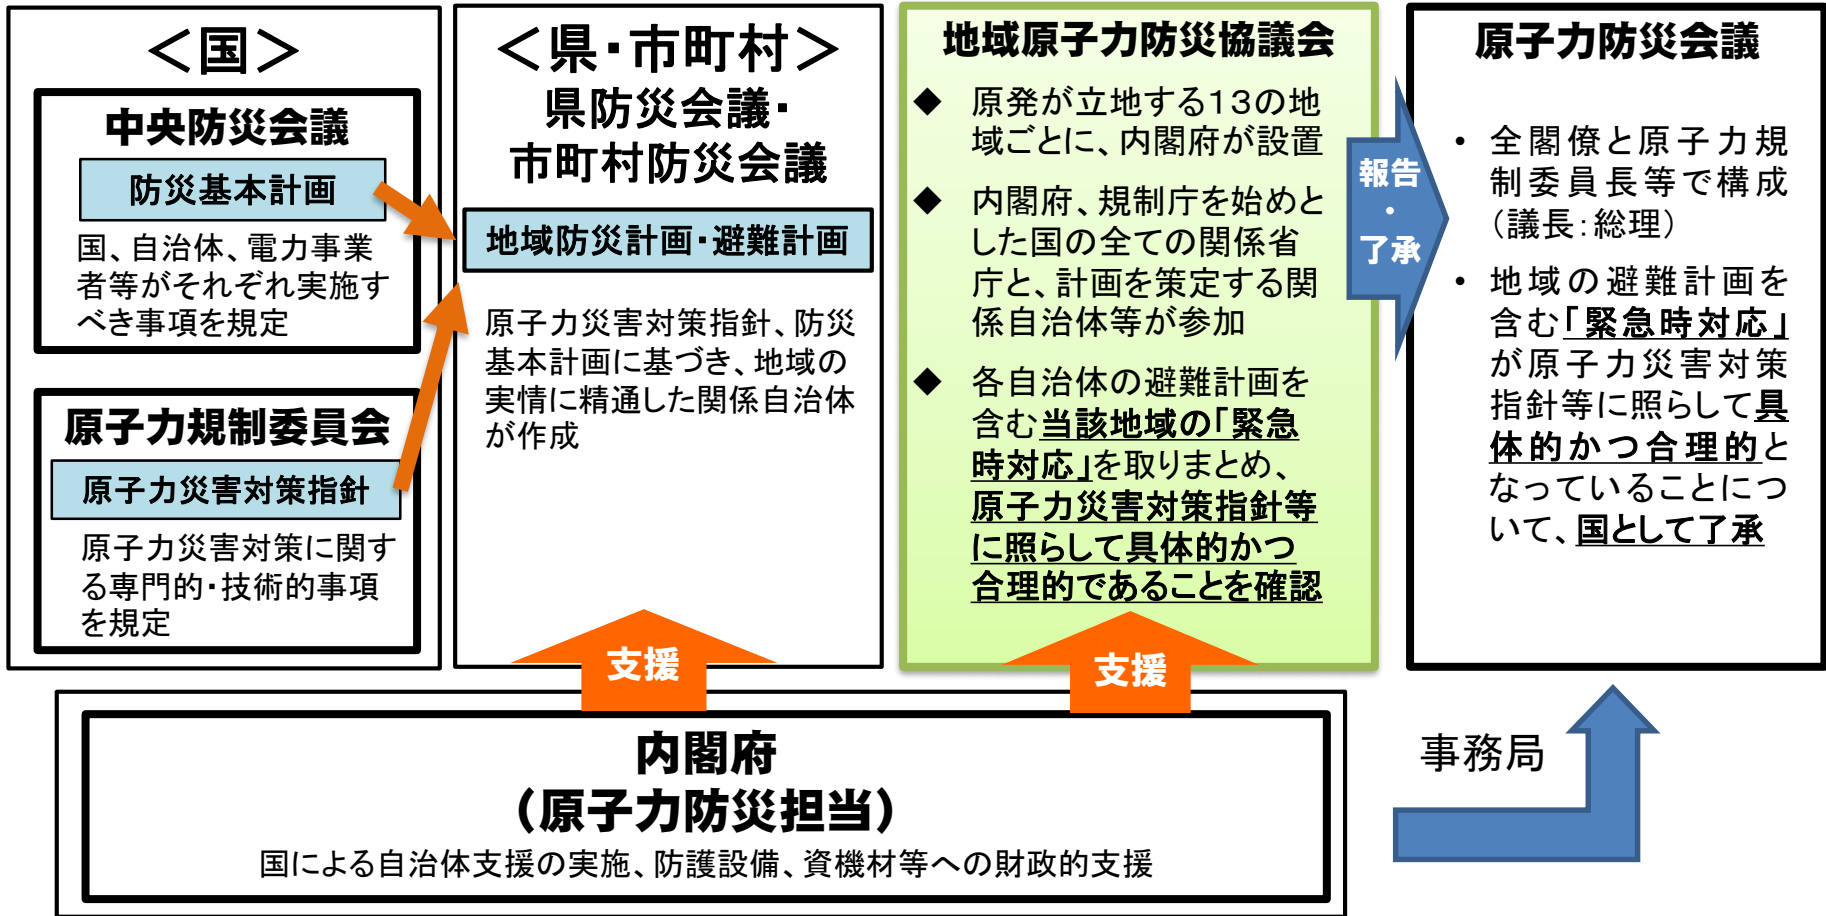 ＜国＞
中央防災会議
防災基本計画
国、自治体、電力事業
者等がそれぞれ実施す
べき事項を規定
原子力規制委員会
原子力災害対策指針
原子力災害対策に関す
る専門的・技術的事項
を規定
＜県・市町村＞
県防災会議・
市町村防災会議
地域防災計画・避難計画
原子力災害対策指針、防災
基本計画に基づき、地域の
実情に精通した関係自治体
が作成
支援
地域原子力防災協議会
◆ 原発が立地する13の地
域ごとに、内閣府が設置
◆ 内閣府、規制庁を始めと
した国の全ての関係省
庁と、計画を策定する関
係自治体等が参加
◆ 各自治体の避難計画を
含む当該地域の「緊急
時対応」を取りまとめ、
原子力災害対策指針等
に照らして具体的かつ
合理的であることを確認
支援
報告
・
了承
原子力防災会議
• 全閣僚と原子力規
制委員長等で構成
（議長：総理）
• 地域の避難計画を
含む「緊急時対応」
が原子力災害対策
指針等に照らして具
体的かつ合理的と
なっていることにつ
いて、国として了承
内閣府
（原子力防災担当）
国による自治体支援の実施、防護設備、資機材等への財政的支援
事務局